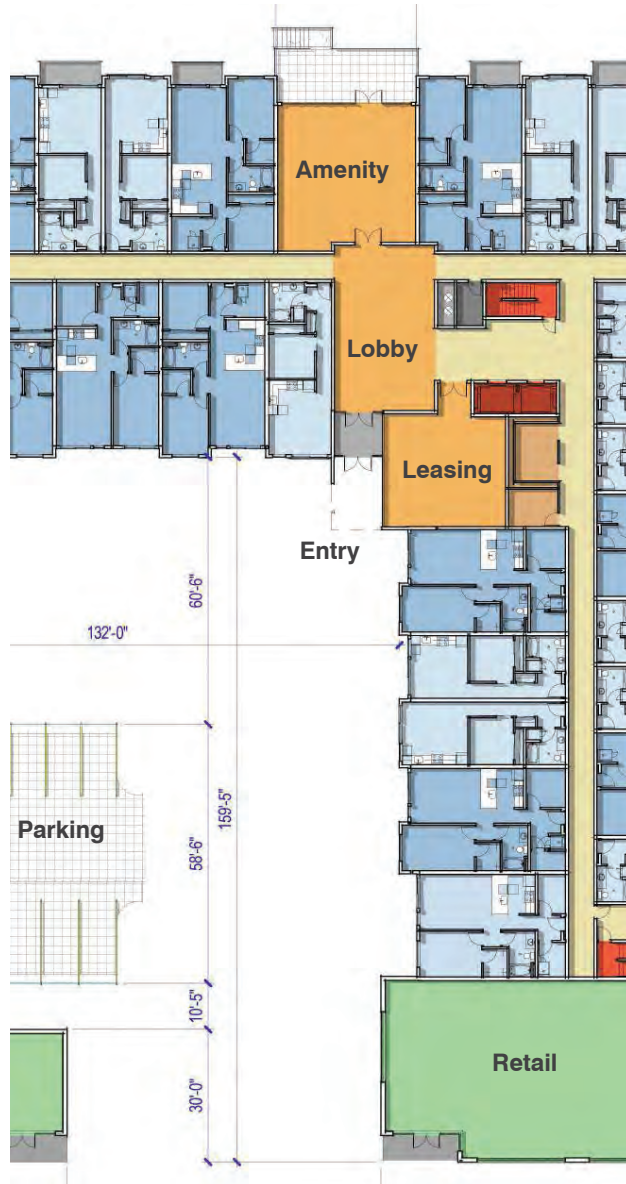 Amenity
Lobby
Leasing
Entry
60'-6"
132'-0"
159'-5"
Parking
58'-6"
10'-5"
Retail
30'-0"